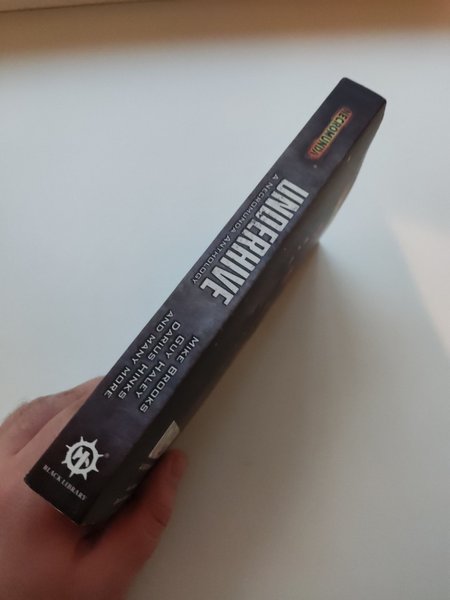 NECROMUNDA
UNDERHIVE
A NECROMUNDA ANTHOLOGY
MIKE BROOKS
GUY HALEY
DARIUS HINKS
AND MANY MORE
BLACK LIBRARY